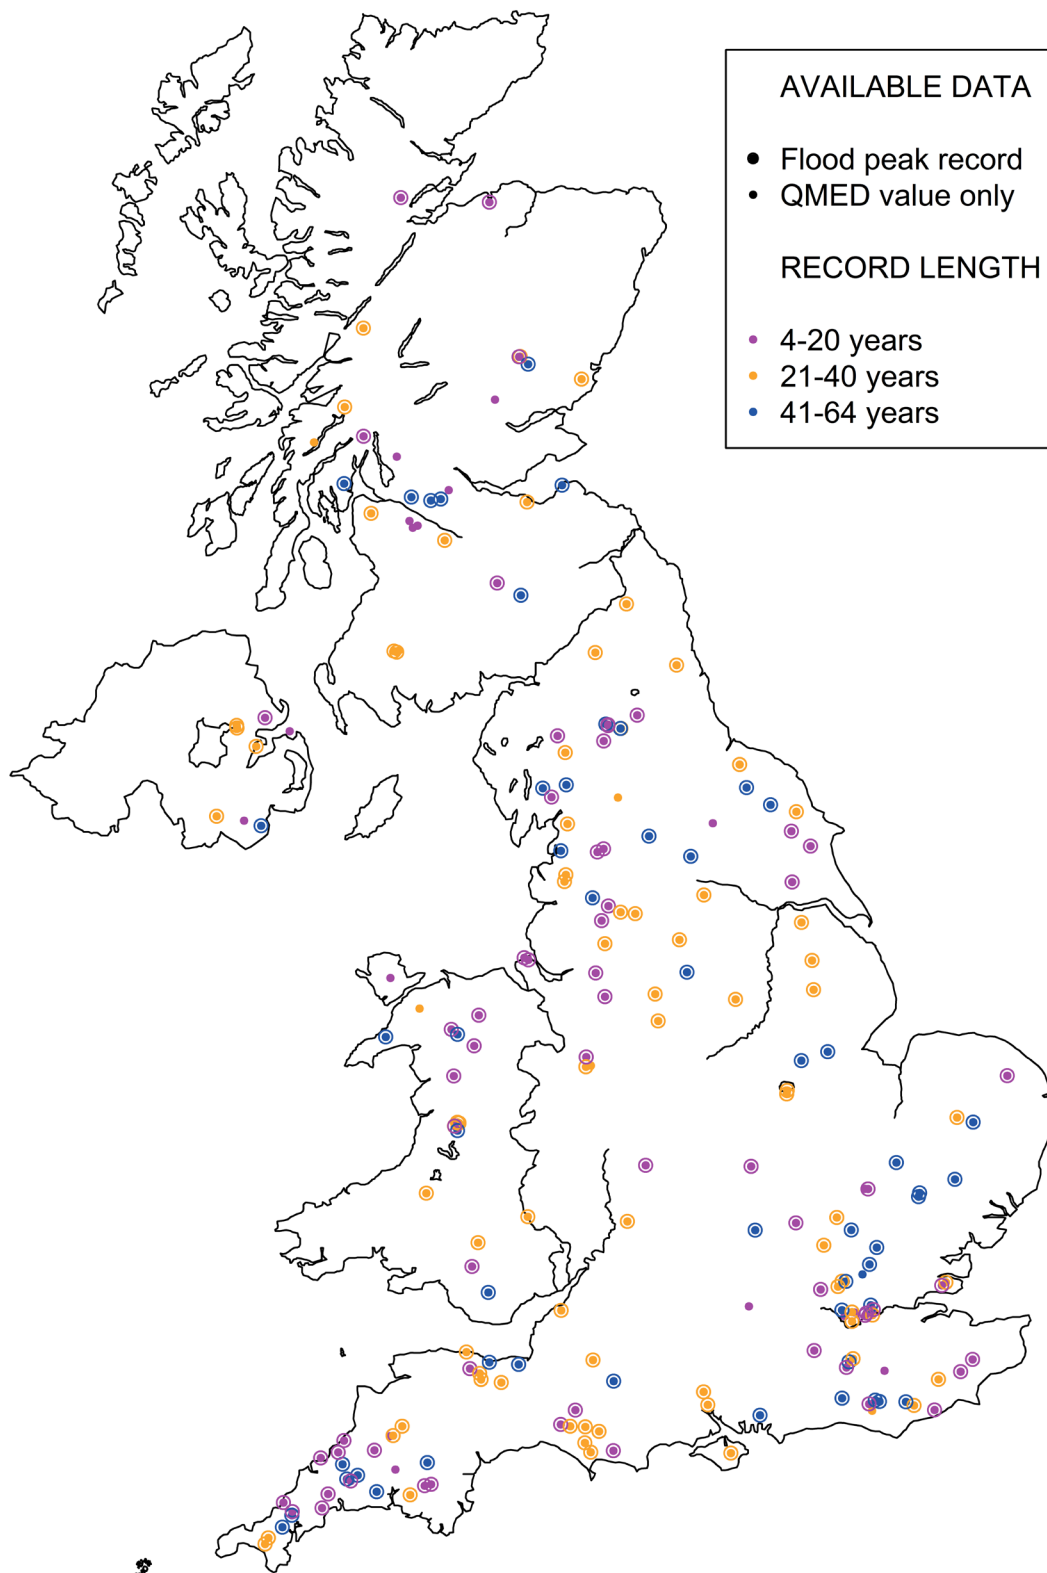 AVAILABLE DATA
Flood peak record
QMED value only
RECORD LENGTH
4-20 years
21-40 years
41-64 years